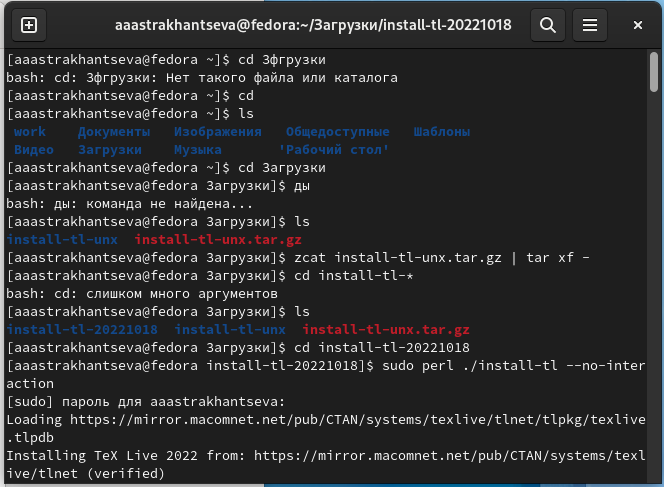 aaastrakhantseva@fedora:~/Загрузки/install-tl-20221018
[aaastrakhantseva@fedora ~]$ cd Зфгрузки
bash: cd: Зфгрузки: Нет такого файла или каталога
[aaastrakhantseva@fedora ~]$ cd
[aaastrakhantseva@fedora ~]$ ls
work Документы Изображения Общедоступные Шаблоны
Видео Загрузки Музыка 'Рабочий стол'
[aaastrakhantseva@fedora ~]$ cd Загрузки
[aaastrakhantseva@fedora Загрузки]$ ды
bash: ды: команда не найдена...
[aaastrakhantseva@fedora Загрузки]$ ls
install-tl-unx install-tl-unx.tar.gz
[aaastrakhantseva@fedora Загрузки]$ zcat install-tl-unx.tar.gz | tar xf -
[aaastrakhantseva@fedora Загрузки]$ cd install-tl-*
bash: cd: слишком много аргументов
[aaastrakhantseva@fedora Загрузки]$ ls
install-tl-20221018 install-tl-unx install-tl-unx.tar.gz
[aaastrakhantseva@fedora Загрузки]$ cd install-tl-20221018
[aaastrakhantseva@fedora install-tl-20221018]$ sudo perl ./install-tl --no-inter
action
[sudo] пароль для aaastrakhantseva:
Loading https://mirror.macomnet.net/pub/CTAN/systems/texlive/tlnet/tlpkg/texlive
.tlpdb
Installing TeX Live 2022 from: https://mirror.macomnet.net/pub/CTAN/systems/texl
ive/tlnet (verified)